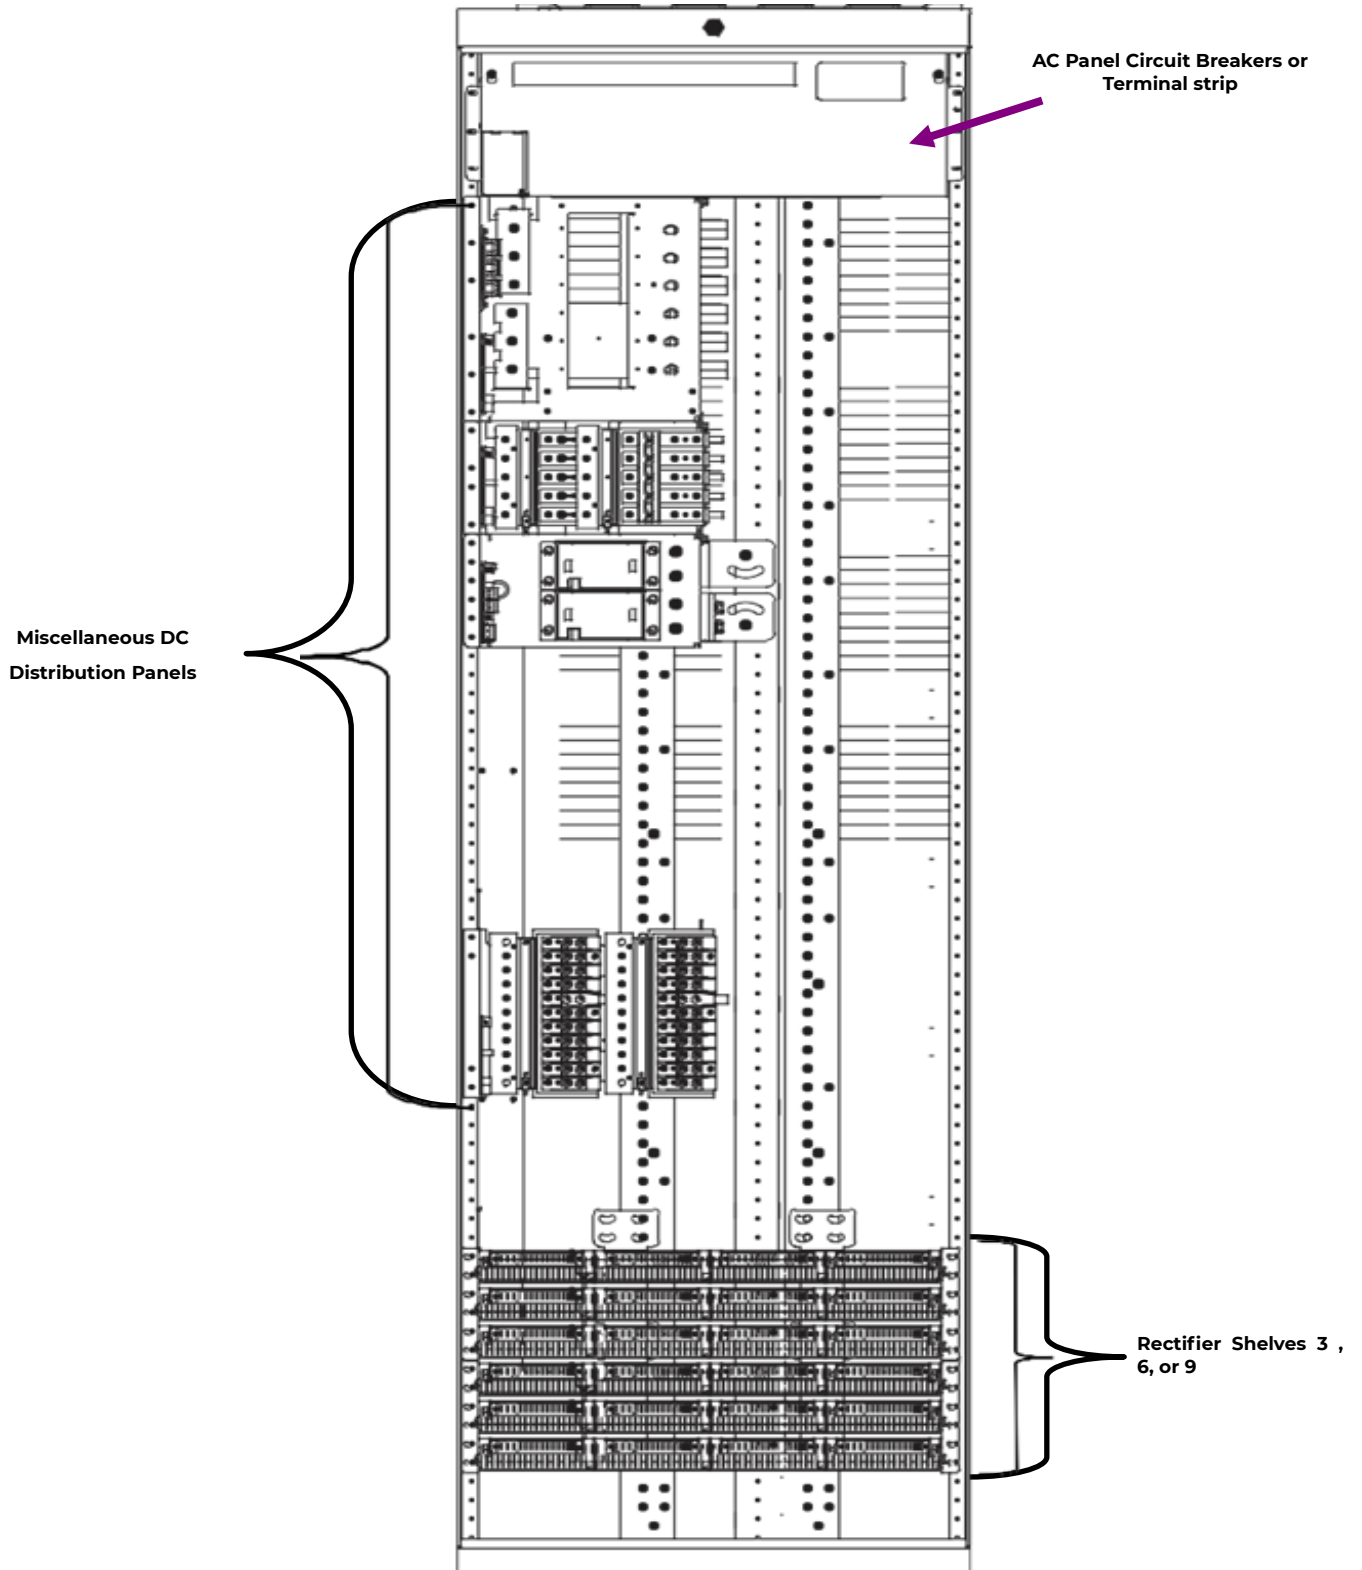 AC Panel Circuit Breakers or
Terminal strip
Miscellaneous DC
Distribution Panels
Rectifier Shelves 3 ,
6, or 9